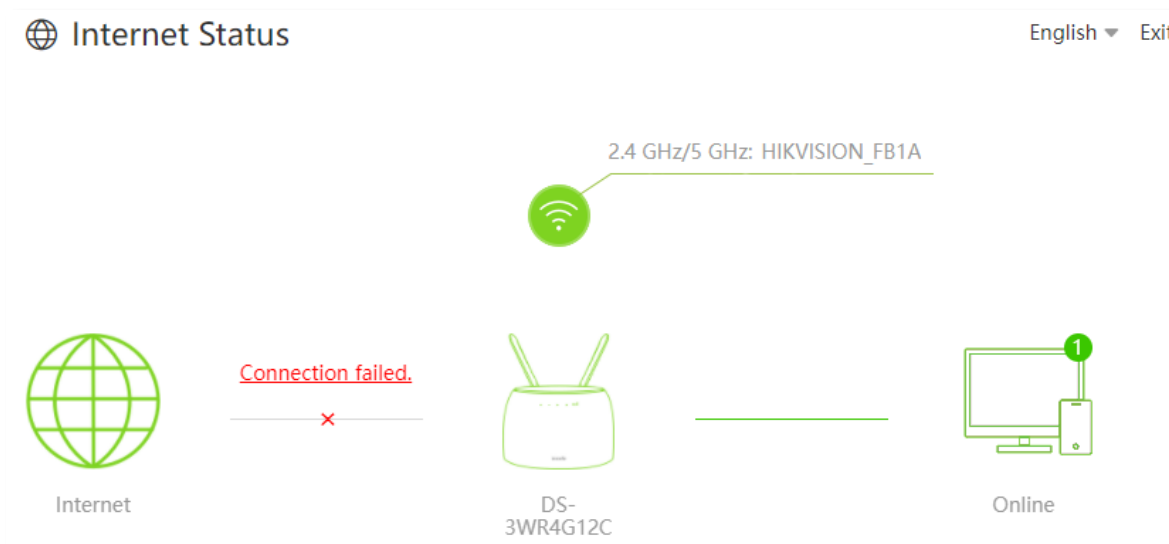 Internet Status
English
Exit
2.4 GHz/5 GHz: HIKVISION_FB1A
Connection failed.
1
Internet
DS-
3WR4G12C
Online